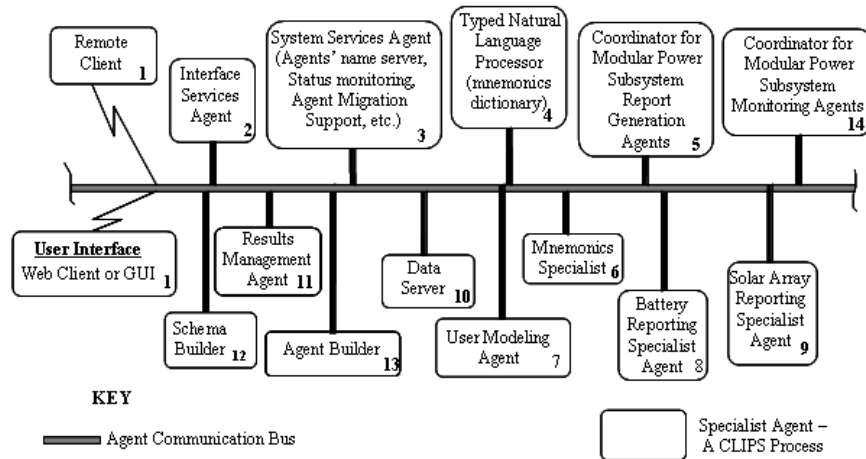 Remote
Client
1
Interface
Services
Agent
2
System Services Agent
(Agents' name server,
Status monitoring,
Agent Migration
Support, etc.)
3
Typed Natural
Language
Processor
(mnemonics
dictionary)
4
Coordinator for
Modular Power
Subsystem
Report
Generation
Agents
5
Coordinator for
Modular Power
Subsystem
Monitoring Agents
14
User Interface
Web Client or GUI
1
Schema
Builder
12
Results
Management
Agent
11
Agent Builder
13
Data
Server
10
User Modeling
Agent
7
Mnemonics
Specialist
6
Battery
Reporting
Specialist
Agent
8
Solar Array
Reporting
Specialist
Agent
9
KEY
Agent Communication Bus
Specialist Agent –
A CLIPS Process